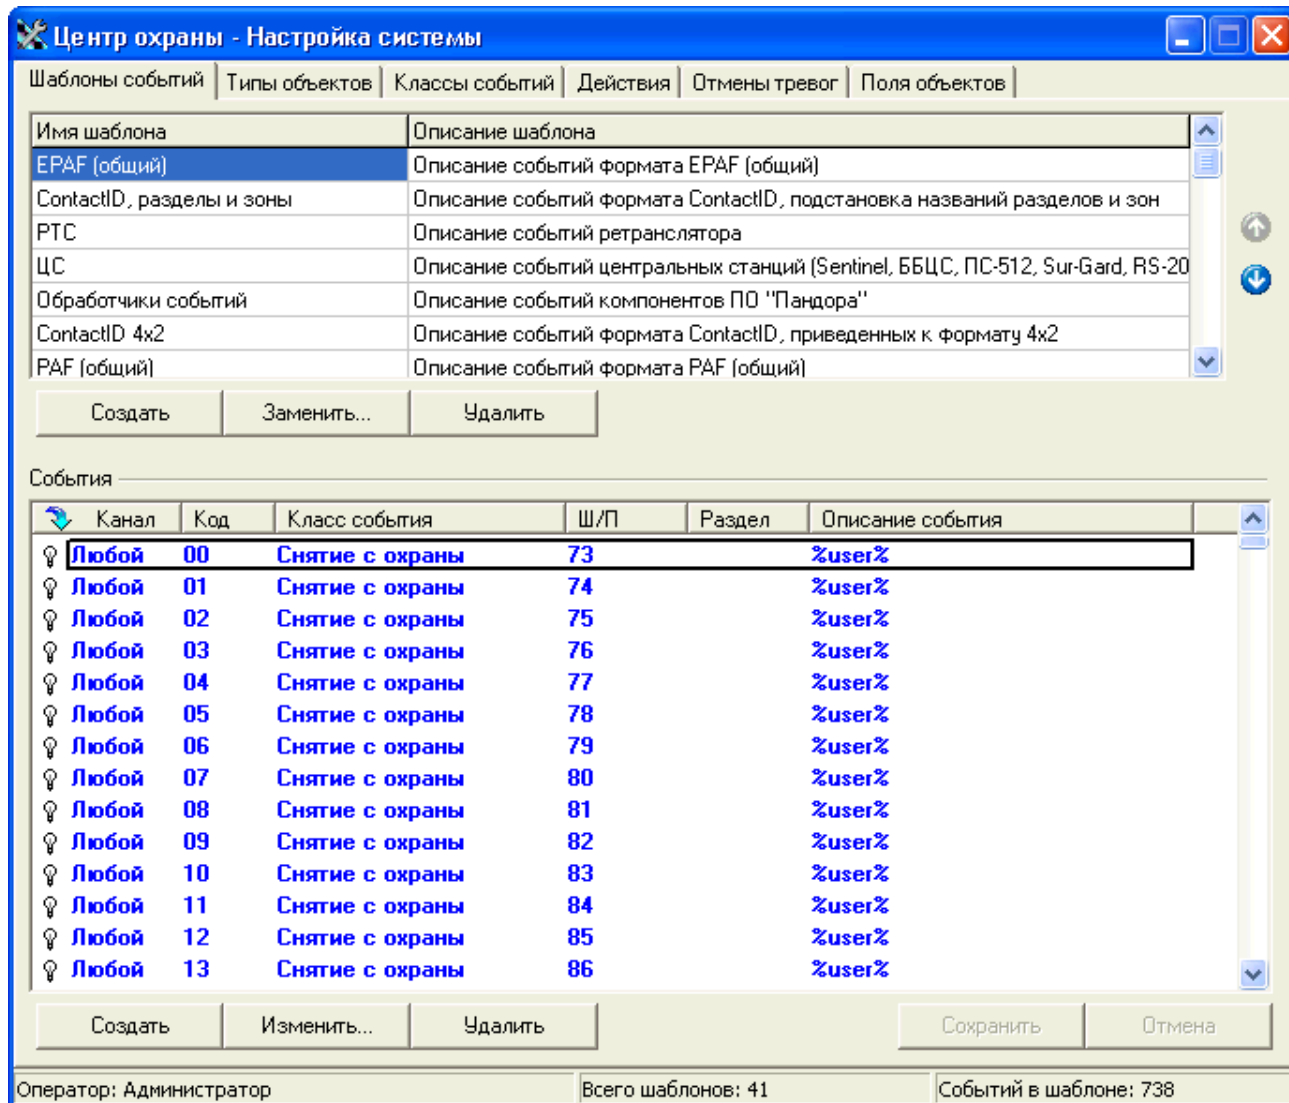 Центр охраны - Настройка системы
Шаблоны событий Типы объектов Классы событий Действия Отмены тревог Поля объектов
Имя шаблона Описание шаблона
EPAF (общий) Описание событий формата EPAF (общий)
ContactID, разделы и зоны Описание событий формата ContactID, подстановка названий разделов и зон
РТС Описание событий ретранслятора
ЦС Описание событий центральных станций (Sentinel, ББЦС, ПС-512, Sur-Gard, RS-20
Обработчики событий Описание событий компонентов ПО "Пандора"
ContactID 4x2 Описание событий формата ContactID, приведенных к формату 4x2
PAF (общий) Описание событий формата PAF (общий)
Создать Заменить... Удалить
События
Канал Код Класс события Ш/П Раздел Описание события
Любой 00 Снятие с охраны 73 %user%
Любой 01 Снятие с охраны 74 %user%
Любой 02 Снятие с охраны 75 %user%
Любой 03 Снятие с охраны 76 %user%
Любой 04 Снятие с охраны 77 %user%
Любой 05 Снятие с охраны 78 %user%
Любой 06 Снятие с охраны 79 %user%
Любой 07 Снятие с охраны 80 %user%
Любой 08 Снятие с охраны 81 %user%
Любой 09 Снятие с охраны 82 %user%
Любой 10 Снятие с охраны 83 %user%
Любой 11 Снятие с охраны 84 %user%
Любой 12 Снятие с охраны 85 %user%
Любой 13 Снятие с охраны 86 %user%
Создать Изменить... Удалить Сохранить Отмена
Оператор: Администратор Всего шаблонов: 41 Событий в шаблоне: 738